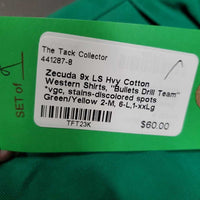 The Tack Collector
441287-8
Zecuda 9x LS Hvy Cotton
Western Shirts, "Bullets Drill Team"
*vgc, stains-discolored spots
Green/Yellow 2-M, 6-L,1-xxLg
$60.00
TFT23K
SET of 9